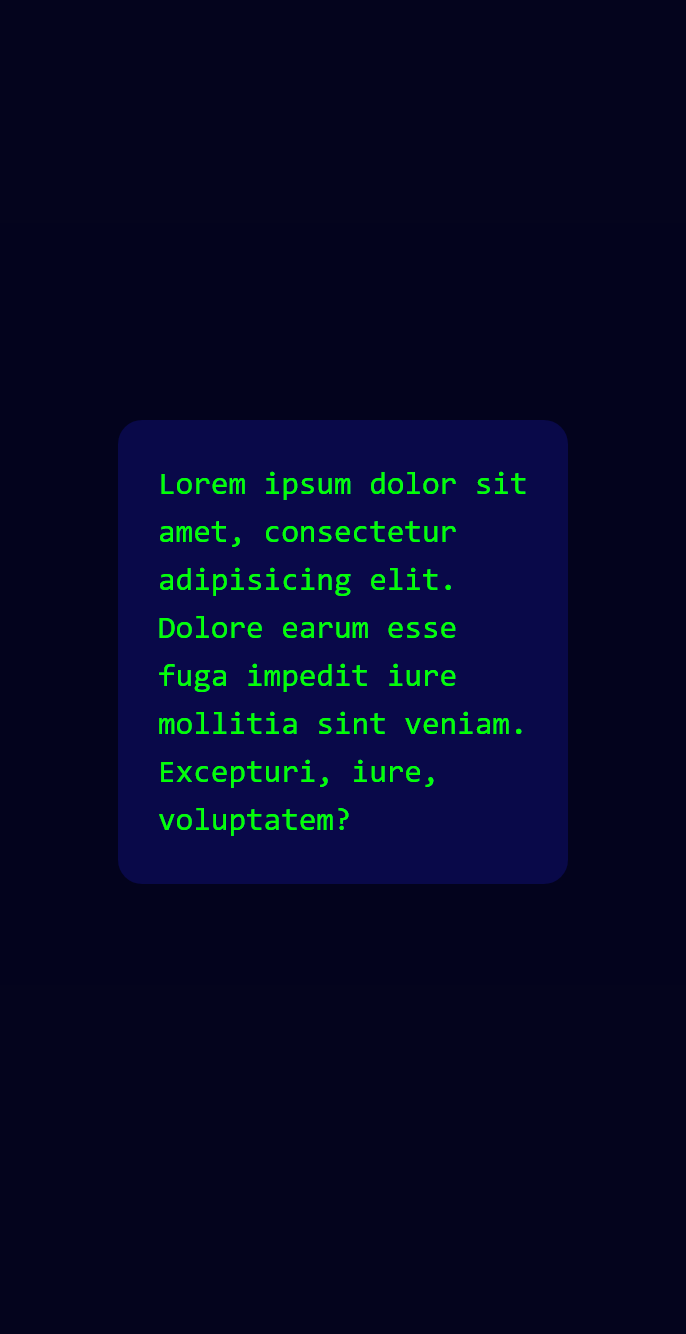 Lorem ipsum dolor sit
amet, consectetur
adipisicing elit.
Dolore earum esse
fuga impedit iure
mollitia sint veniam.
Excepturi, iure,
voluptatem?